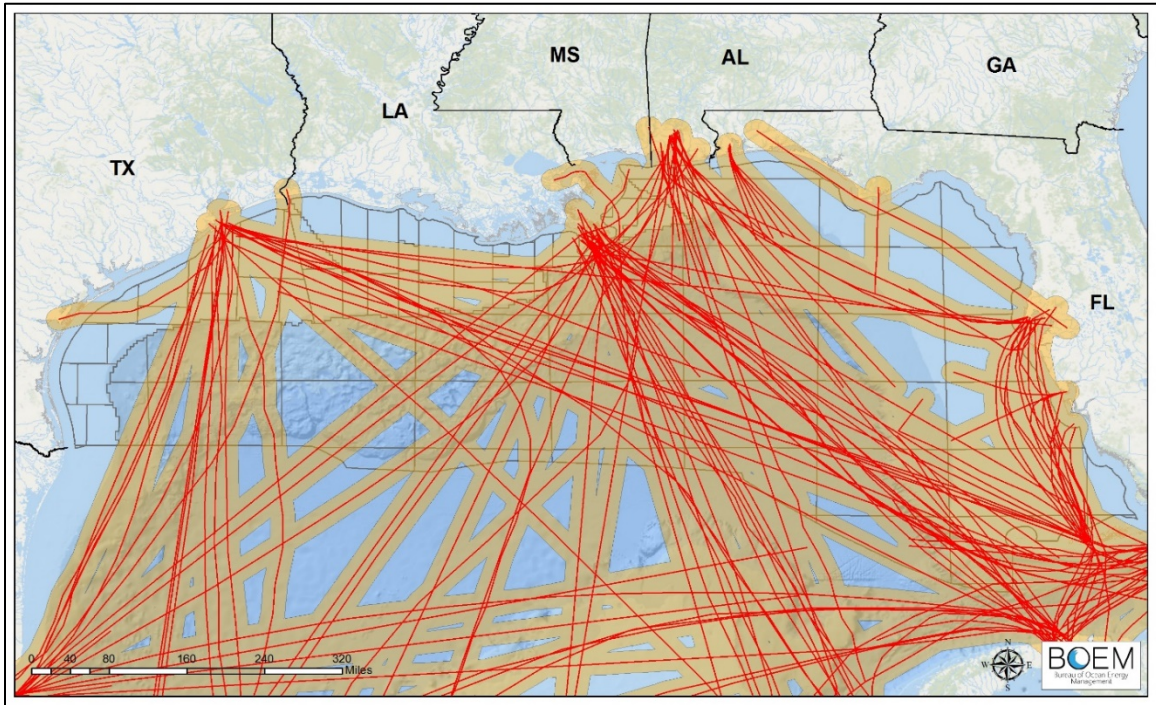 MS
AL
GA
LA
TX
FL
0 40 80 160 240 320
Miles
N
W E
S
BOEM
Bureau of Ocean Energy
Management